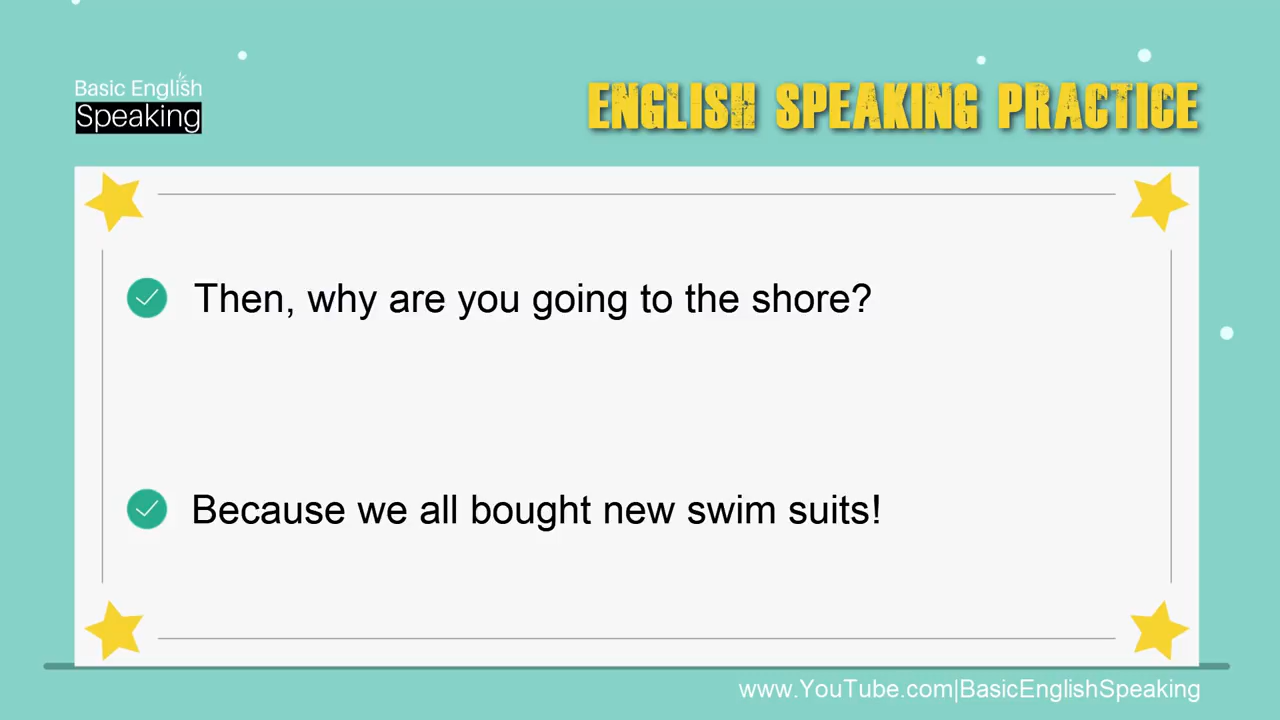 Basic English
Speaking
ENGLISH SPEAKING PRACTICE
Then, why are you going to the shore?
Because we all bought new swim suits!
www.YouTube.com|BasicEnglishSpeaking